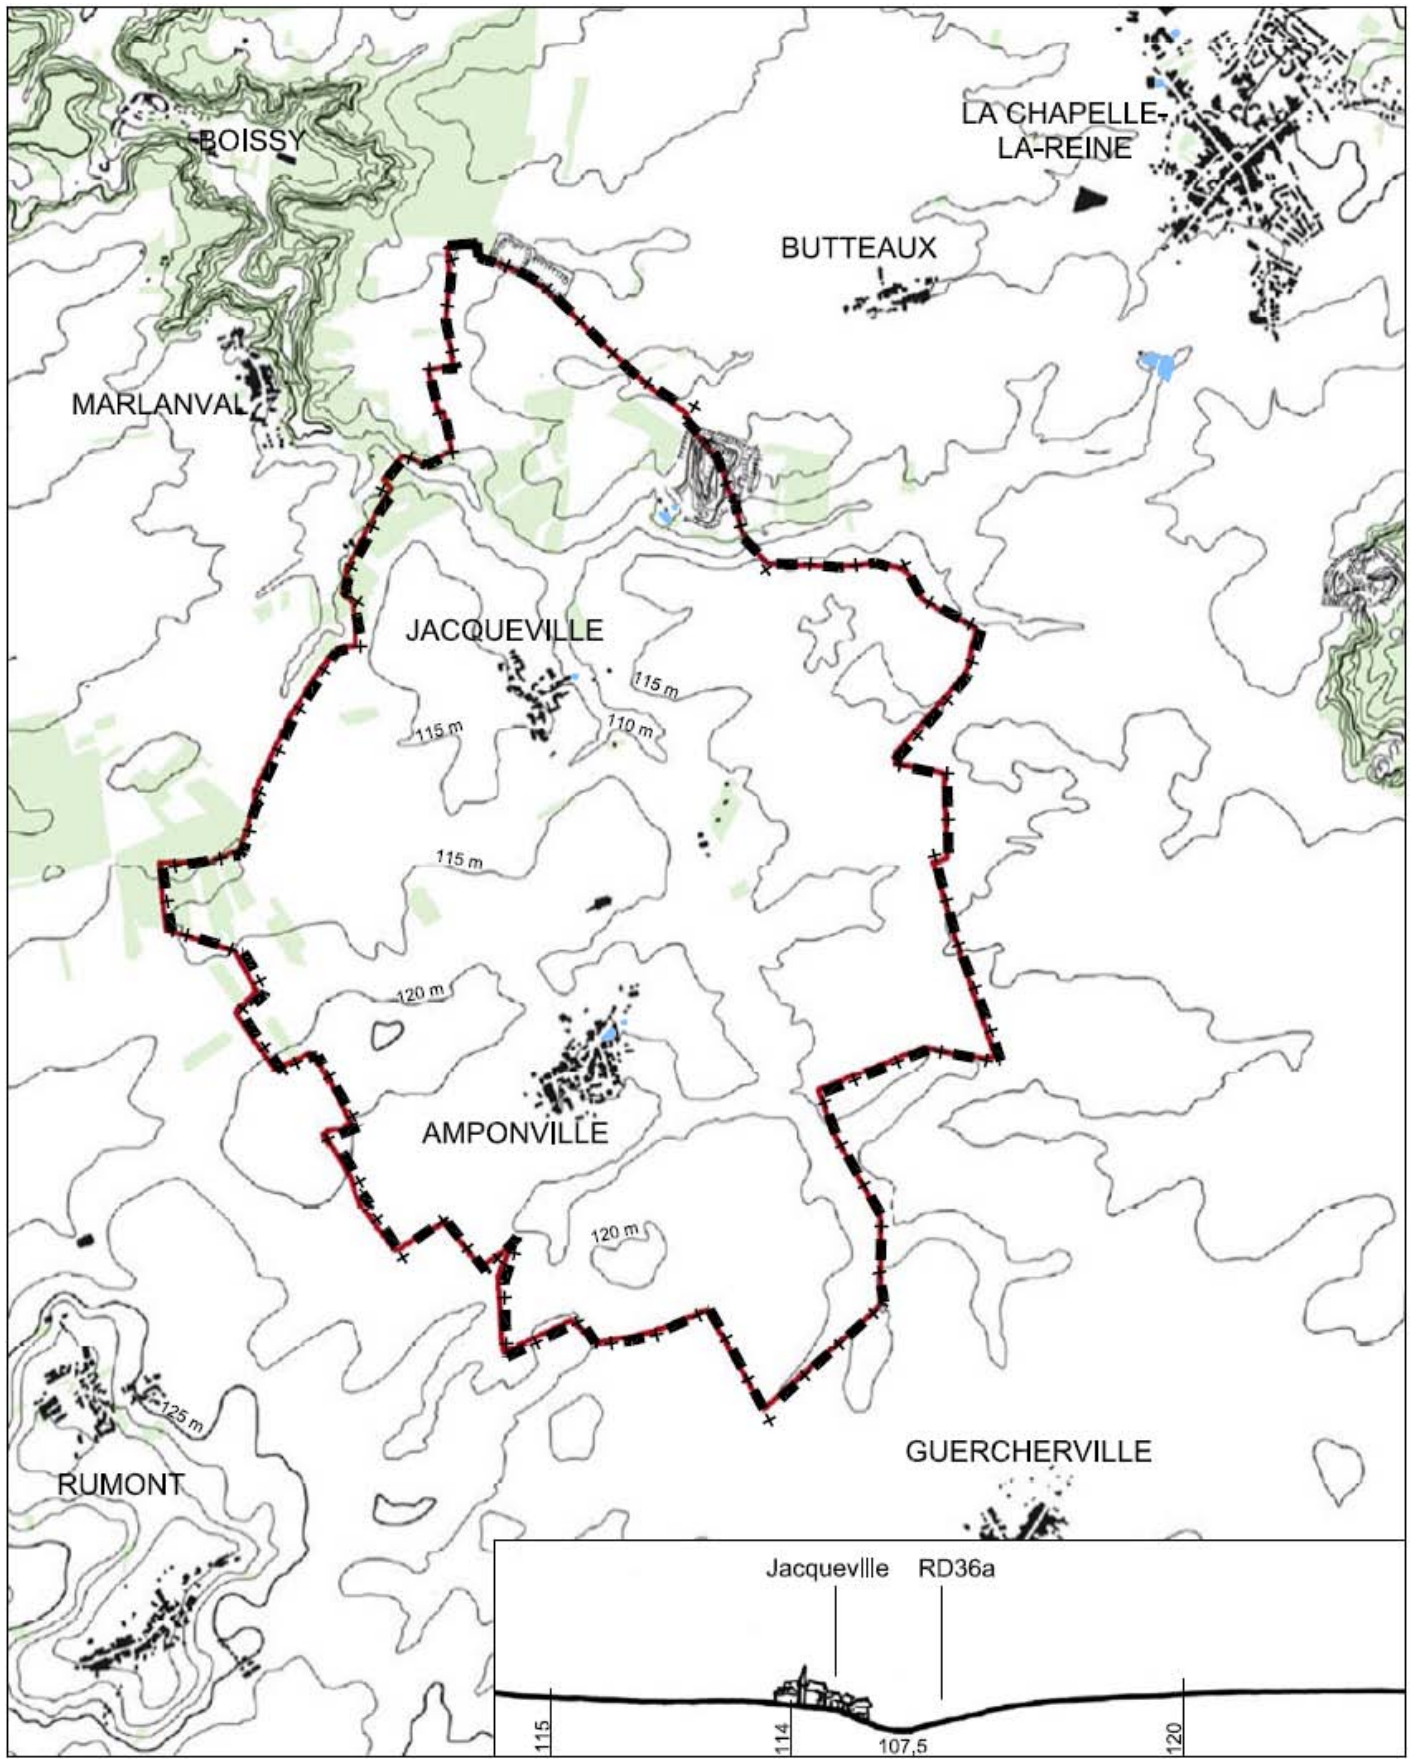 LA CHAPELLE-
LA-REINE
BOISSY
BUTTEAUX
MARLANVAL
JACQUEVILLE
115 m
110 m
115 m
115 m
120 m
AMPONVILLE
120 m
125 m
GUERCHERVILLE
RUMONT
Jacqueville RD36a
115
114
107,5
120